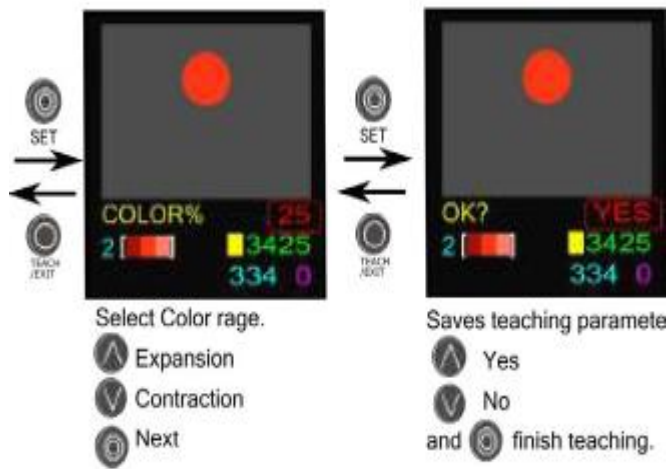 SET
TEACH
/EXIT
COLOR% 25
2 3425
334 0
Select Color rage.
Expansion
Contraction
Next
SET
TEACH
/EXIT
OK? YES
2 3425
334 0
Saves teaching paramete
Yes
No
and finish teaching.